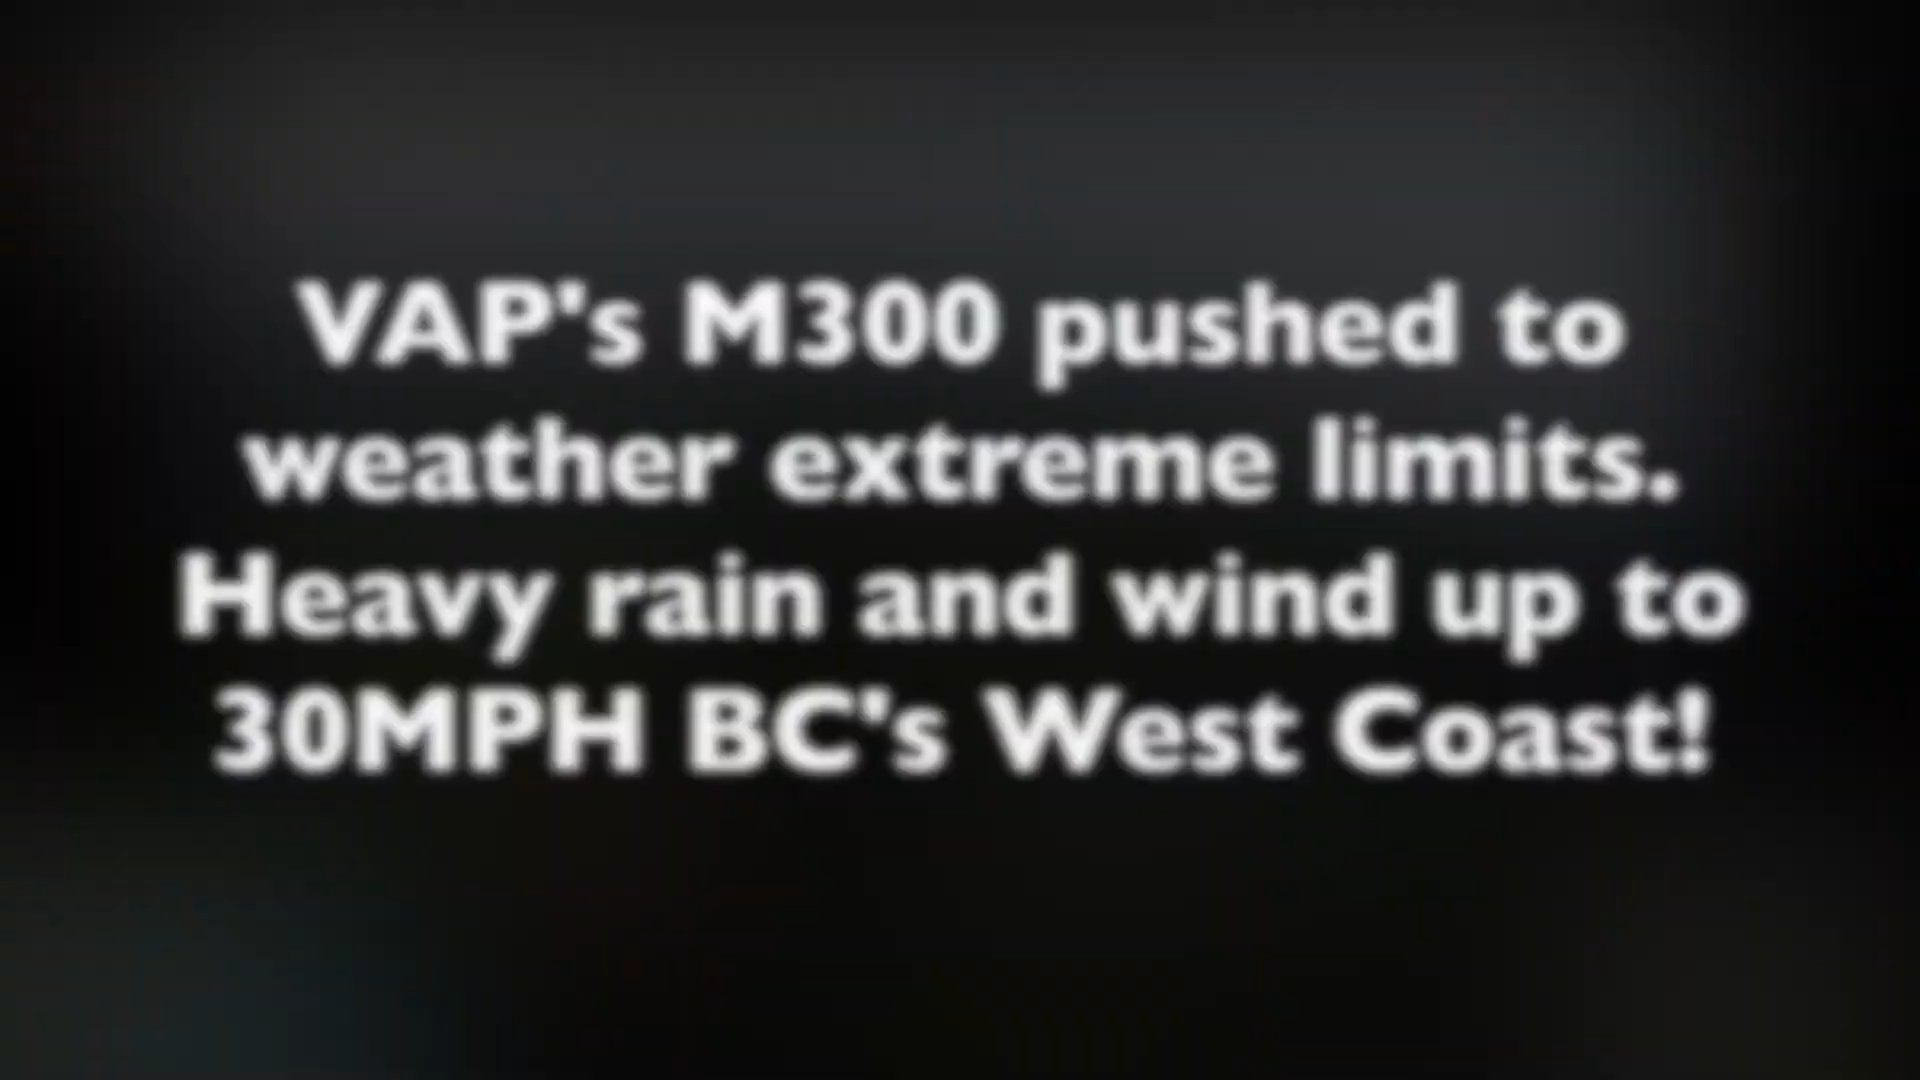 VAP's M300 pushed to
weather extreme limits.
Heavy rain and wind up to
30MPH BC's West Coast!